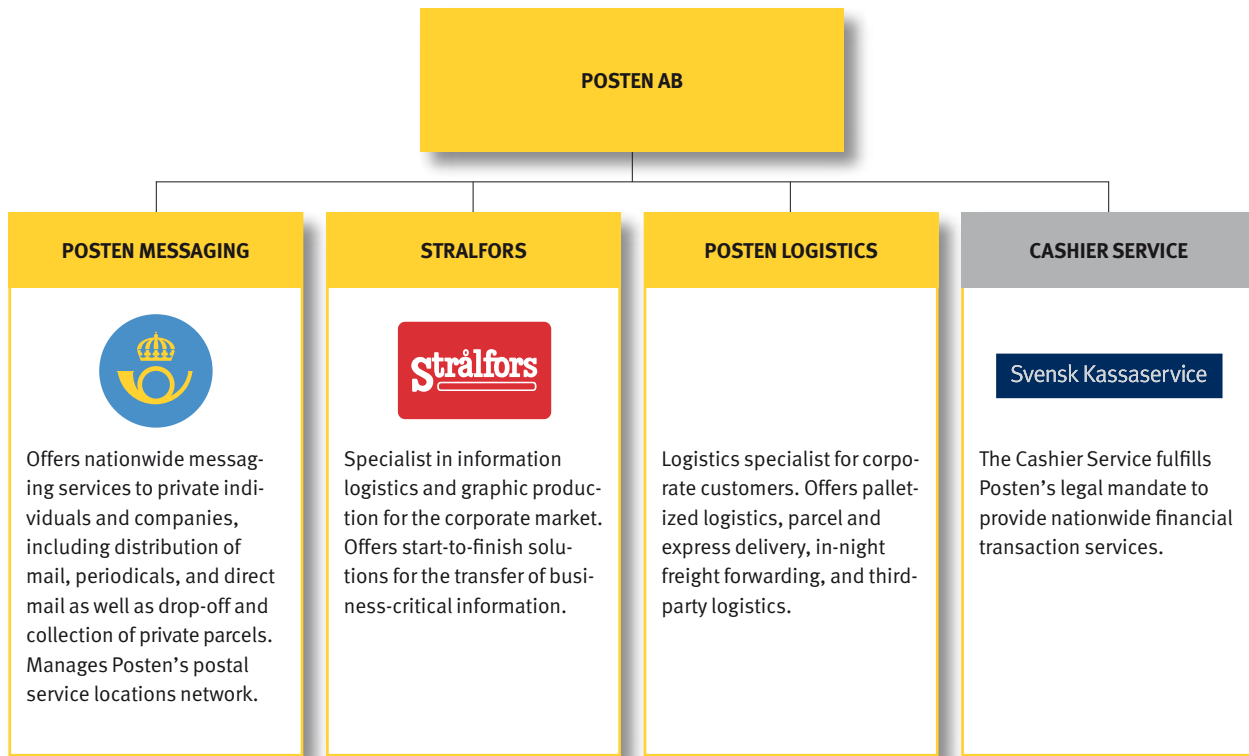 POSTEN AB
POSTEN MESSAGING
Offers nationwide messag-
ing services to private indi-
viduals and companies,
including distribution of
mail, periodicals, and direct
mail as well as drop-off and
collection of private parcels.
Manages Posten’s postal
service locations network.
STRALFORS
Strålfors
Specialist in information
logistics and graphic produc-
tion for the corporate market.
Offers start-to-finish solu-
tions for the transfer of busi-
ness-critical information.
POSTEN LOGISTICS
Logistics specialist for corpo-
rate customers. Offers pallet-
ized logistics, parcel and
express delivery, in-night
freight forwarding, and third-
party logistics.
CASHIER SERVICE
Svensk Kassaservice
The Cashier Service fulfills
Posten’s legal mandate to
provide nationwide financial
transaction services.